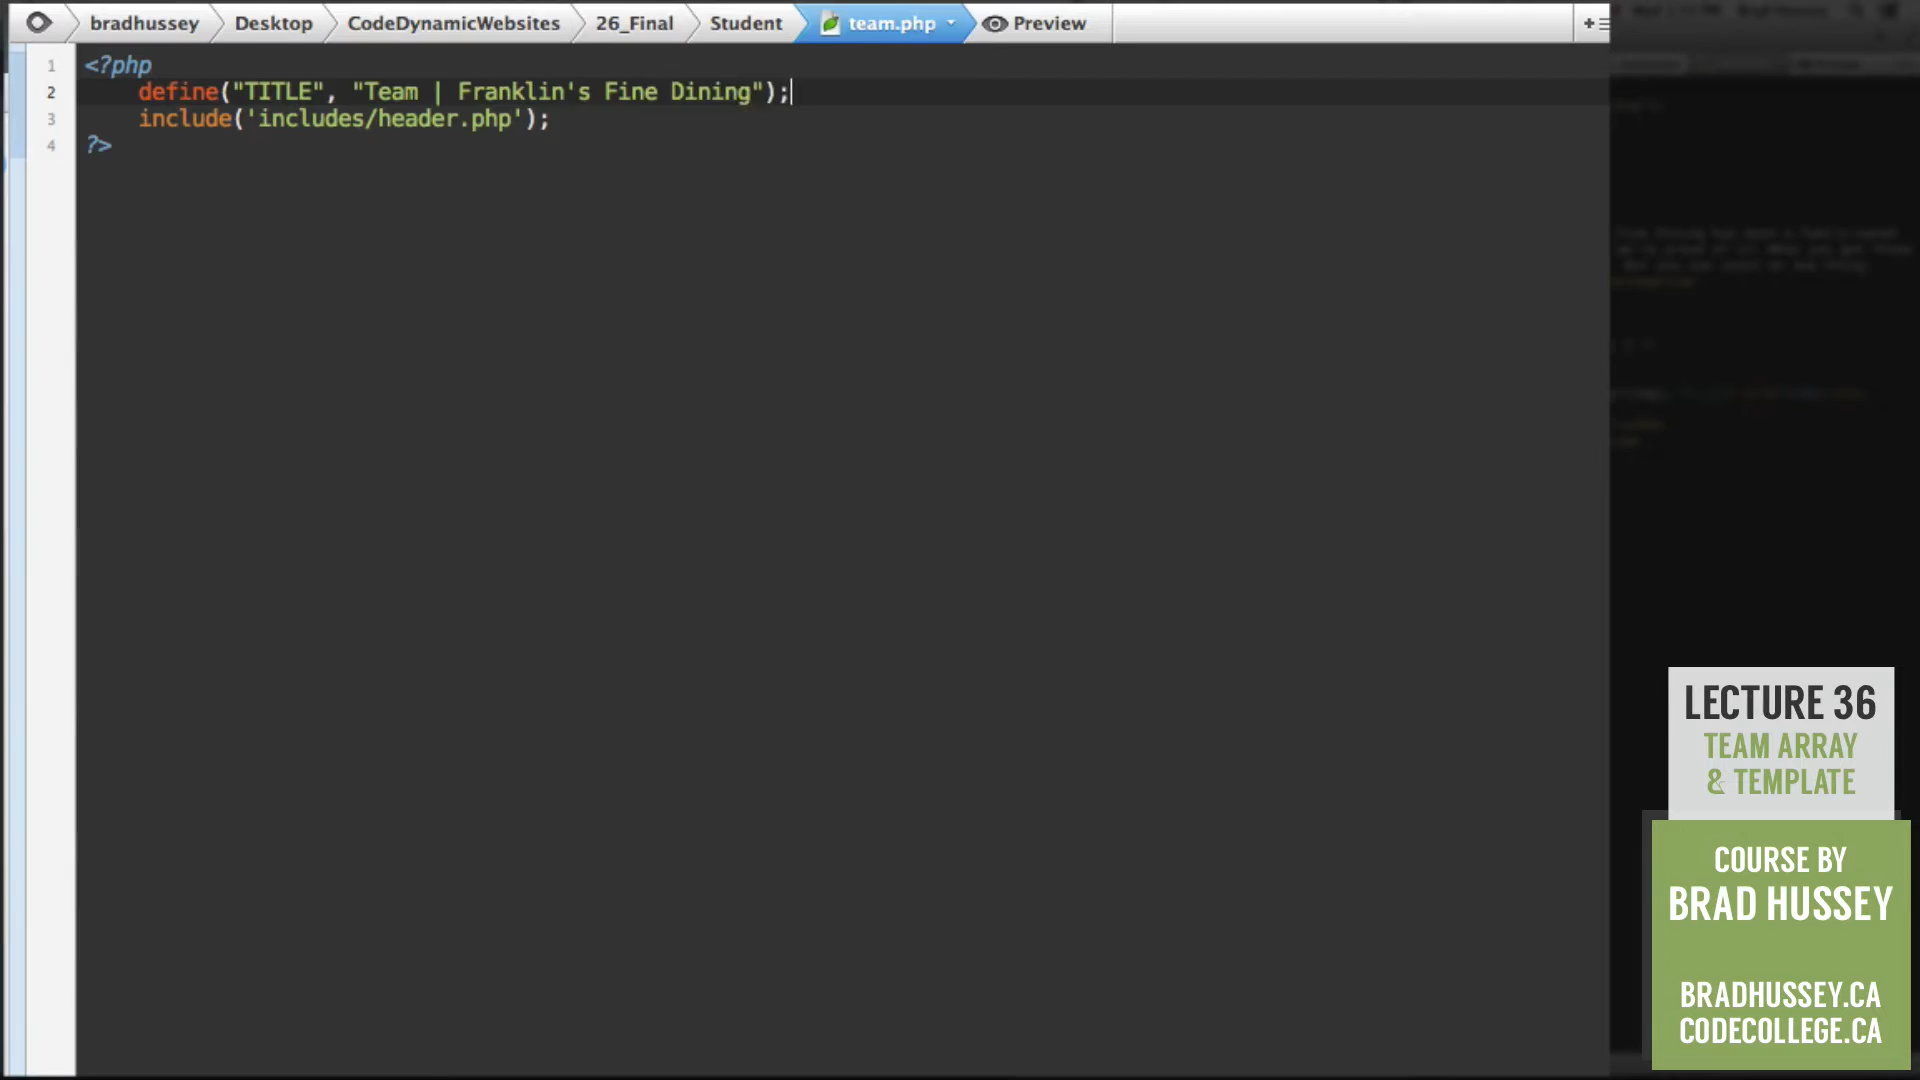 bradhussey Desktop CodeDynamicWebsites 26_Final Student team.php Preview
1 <?php
2 define("TITLE", "Team | Franklin's Fine Dining");
3 include('includes/header.php');
4 ?>
LECTURE 36
TEAM ARRAY
& TEMPLATE
COURSE BY
BRAD HUSSEY
BRADHUSSEY.CA
CODECOLLEGE.CA